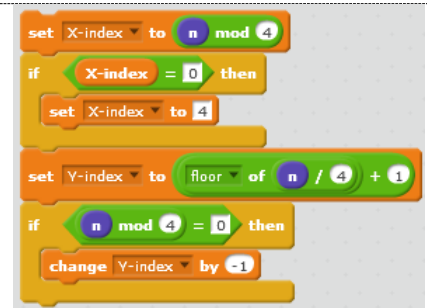 set X-index to n mod 4
if X-index = 0 then
set X-index to 4
set Y-index to floor of n / 4 + 1
if n mod 4 = 0 then
change Y-index by -1